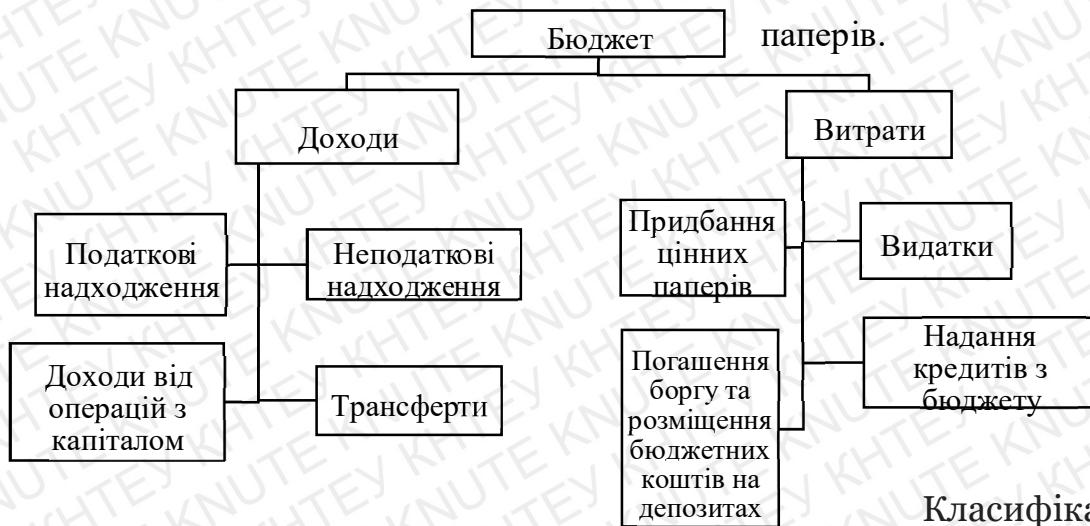 Бюджет
паперів.
Доходи
Витрати
Податкові
надходження
Неподаткові
надходження
Придбання
цінних
паперів
Видатки
Доходи від
операцій з
капіталом
Трансферти
Погашення
боргу та
розміщення
бюджетних
коштів на
депозитах
Надання
кредитів з
бюджету
Класифіка